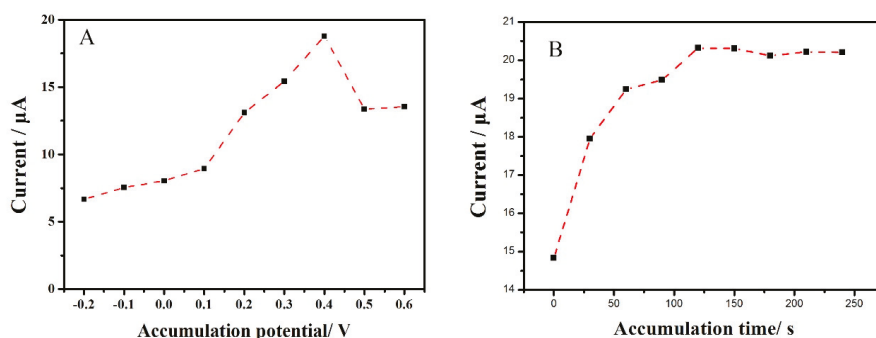 A
20
15
10
5
0
Current / μA
-0.2 -0.1 0.0 0.1 0.2 0.3 0.4 0.5 0.6
Accumulation potential/ V
B
21
20
19
18
17
16
15
14
Current / μA
0 50 100 150 200 250
Accumulation time/ s